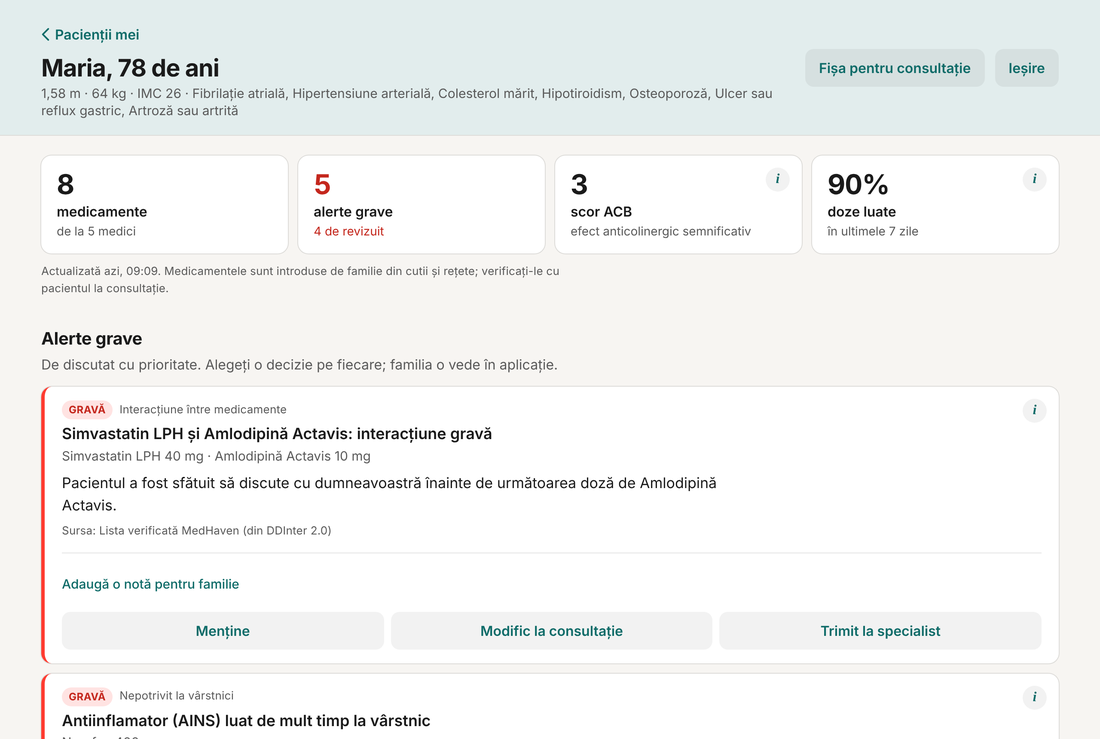 Pacienții mei
Maria, 78 de ani
1,58 m · 64 kg · IMC 26 · Fibrilație atrială, Hipertensiune arterială, Colesterol mărit, Hipotiroidism, Osteoporoză, Ulcer sau
reflux gastric, Artroză sau artrită
Fișa pentru consultație
Ieșire
8
medicamente
de la 5 medici
5
alerte grave
4 de revizuit
3
i
scor ACB
efect anticolinergic semnificativ
90%
i
doze luate
în ultimele 7 zile
Actualizată azi, 09:09. Medicamentele sunt introduse de familie din cutii și rețete; verificați-le cu
pacientul la consultație.
Alerte grave
De discutat cu prioritate. Alegeți o decizie pe fiecare; familia o vede în aplicație.
GRAVĂ Interacțiune între medicamente
i
Simvastatin LPH și Amlodipină Actavis: interacțiune gravă
Simvastatin LPH 40 mg · Amlodipină Actavis 10 mg
Pacientul a fost sfătuit să discute cu dumneavoastră înainte de următoarea doză de Amlodipină
Actavis.
Sursa: Lista verificată MedHaven (din DDInter 2.0)
Adaugă o notă pentru familie
Menține
Modific la consultație
Trimit la specialist
GRAVĂ Nepotrivit la vârstnici
i
Antiinflamator (AINS) luat de mult timp la vârstnic